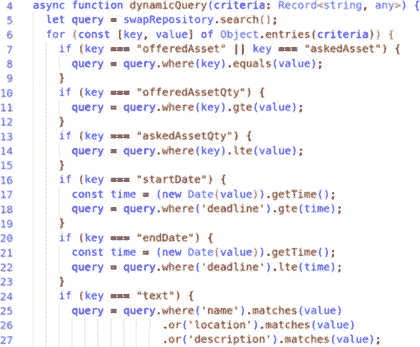 4 async function dynamicQuery(criteria: Record<string, any>) {
5 let query = swapRepository.search();
6 for (const [key, value] of Object.entries(criteria)) {
7 if (key === "offeredAsset" || key === "askedAsset") {
8 query = query.where(key).equals(value);
9 }
10 if (key === "offeredAssetQty") {
11 query = query.where(key).gte(value);
12 }
13 if (key === "askedAssetQty") {
14 query = query.where(key).lte(value);
15 }
16 if (key === "startDate") {
17 const time = (new Date(value)).getTime();
18 query = query.where('deadline').gte(time);
19 }
20 if (key === "endDate") {
21 const time = (new Date(value)).getTime();
22 query = query.where('deadline').lte(time);
23 }
24 if (key === "text") {
25 query = query.where('name').matches(value)
26 .or('location').matches(value)
27 .or('description').matches(value);